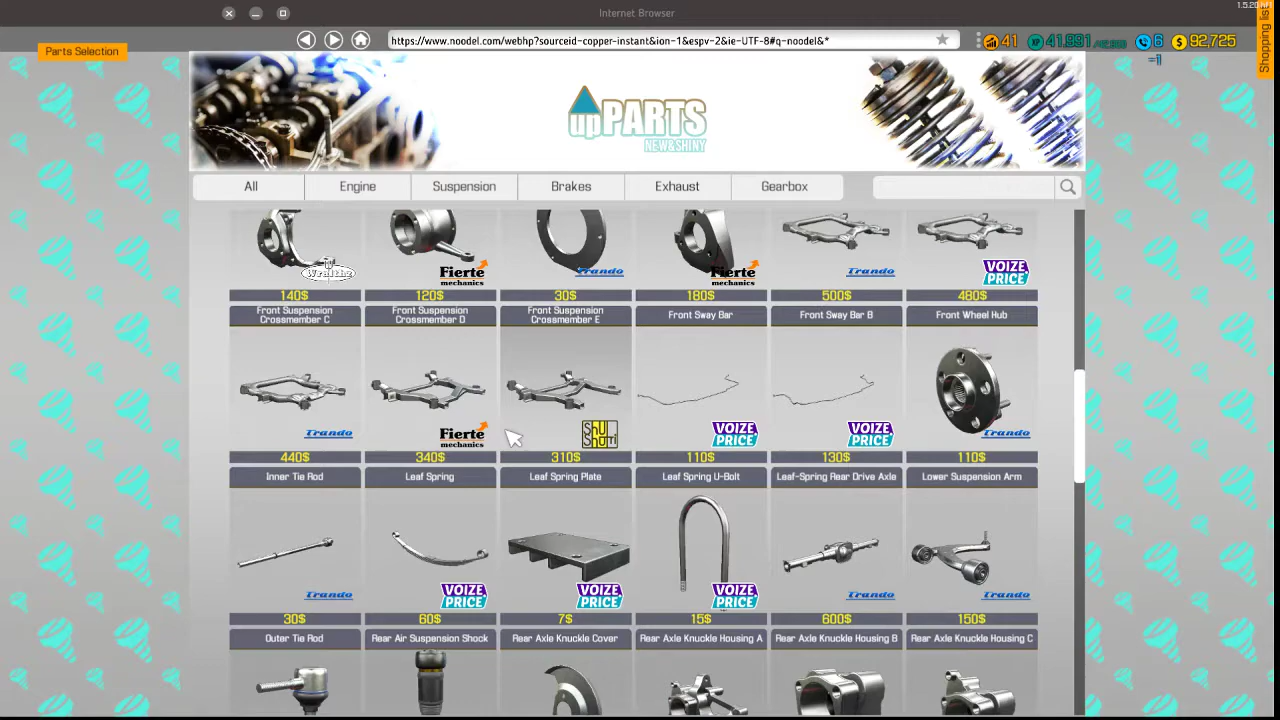 1.5.20
Internet Browser
Shopping list
Parts Selection
https://www.noodel.com/webhp?sourceid-copper-instant&ion-1&espv-2&ie-UTF-8#q-noodel&*
41
6
92,725
-1
upPARTS
NEW&SHINY
All
Engine
Suspension
Brakes
Exhaust
Gearbox
Wraithe
Fierte mechanics
Trando
Fierte mechanics
Trando
VOIZE PRICE
140$
120$
30$
180$
500$
480$
Front Suspension Crossmember C
Front Suspension Crossmember D
Front Suspension Crossmember E
Front Sway Bar
Front Sway Bar B
Front Wheel Hub
Trando
Fierte mechanics
VOIZE PRICE
VOIZE PRICE
Trando
440$
340$
310$
110$
130$
110$
Inner Tie Rod
Leaf Spring
Leaf Spring Plate
Leaf Spring U-Bolt
Leaf-Spring Rear Drive Axle
Lower Suspension Arm
Trando
VOIZE PRICE
VOIZE PRICE
VOIZE PRICE
Trando
Trando
30$
60$
7$
15$
600$
150$
Outer Tie Rod
Rear Air Suspension Shock
Rear Axle Knuckle Cover
Rear Axle Knuckle Housing A
Rear Axle Knuckle Housing B
Rear Axle Knuckle Housing C